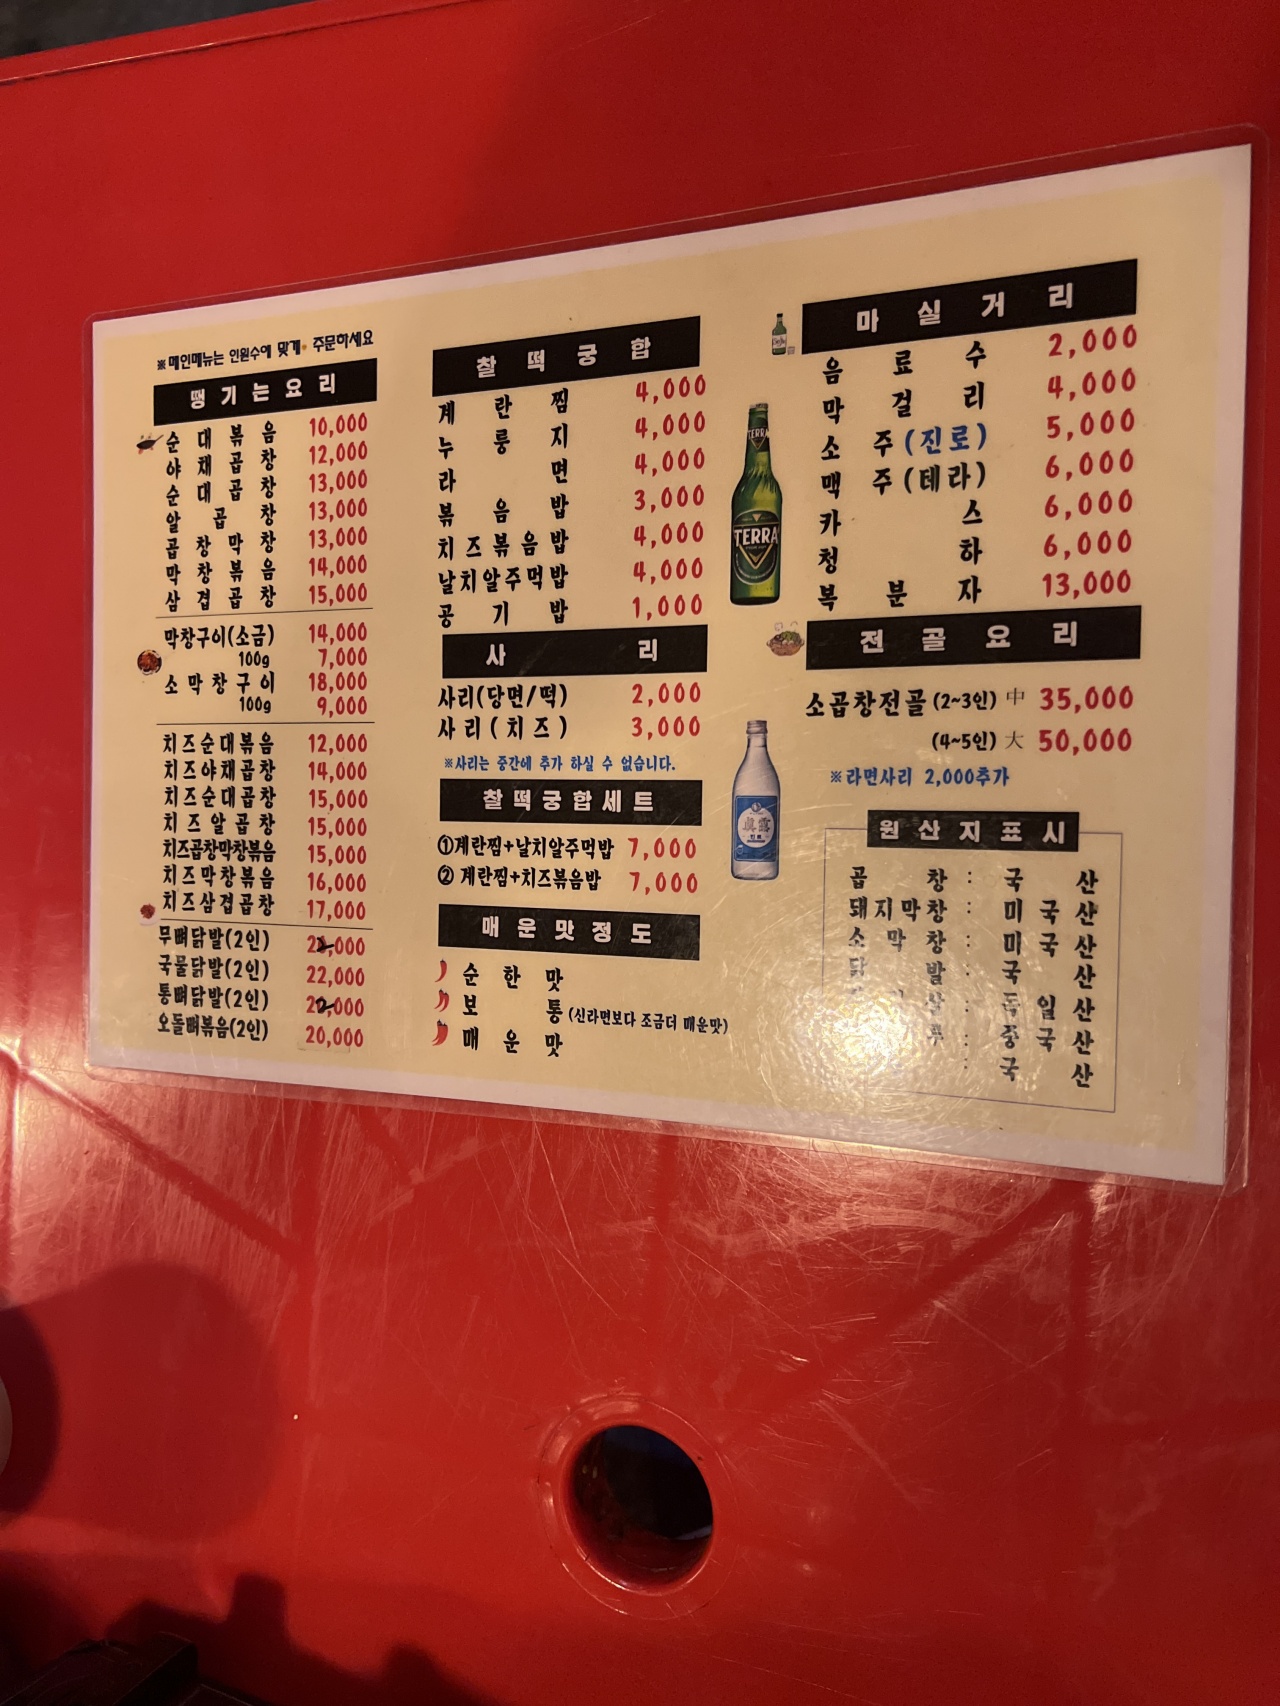 ※메인메뉴는 인원수에 맞게 주문하세요
땡기는요리
순대볶음 10,000
야채곱창 12,000
순대곱창 13,000
알곱창 13,000
곱창막창 13,000
막창볶음 14,000
삼겹곱창 15,000
막창구이(소금) 14,000
100g 7,000
소막창구이 18,000
100g 9,000
치즈순대볶음 12,000
치즈야채곱창 14,000
치즈순대곱창 15,000
치즈알곱창 15,000
치즈곱창막창볶음 15,000
치즈막창볶음 16,000
치즈삼겹곱창 17,000
무뼈닭발(2인)
국물닭발(2인) 22,000
통뼈닭발(2인)
오돌뼈볶음(2인) 20,000
찰떡궁합
계란찜 4,000
누룽지 4,000
라면 4,000
볶음밥 3,000
치즈볶음밥 4,000
날치알주먹밥 4,000
공기밥 1,000
사리
사리(당면/떡) 2,000
사리(치즈) 3,000
※사리는 중간에 추가 하실 수 없습니다.
찰떡궁합세트
①계란찜+날치알주먹밥 7,000
② 계란찜+치즈볶음밥 7,000
매운맛정도
순한맛
보통(신라면보다 조금더 매운맛)
매운맛
마실거리
음료수 2,000
막걸리 4,000
소주(진로) 5,000
맥주(테라) 6,000
카스 6,000
청하 6,000
복분자 13,000
TERRA
TERRA
眞露
전골요리
소곱창전골 (2~3인) 中 35,000
(4~5인) 大 50,000
※라면사리 2,000추가
원산지표시
곱창 : 국산
돼지막창 : 미국산
소막창 : 미국산
닭발 : 국산
살 : 독일산
중국산
: 국산